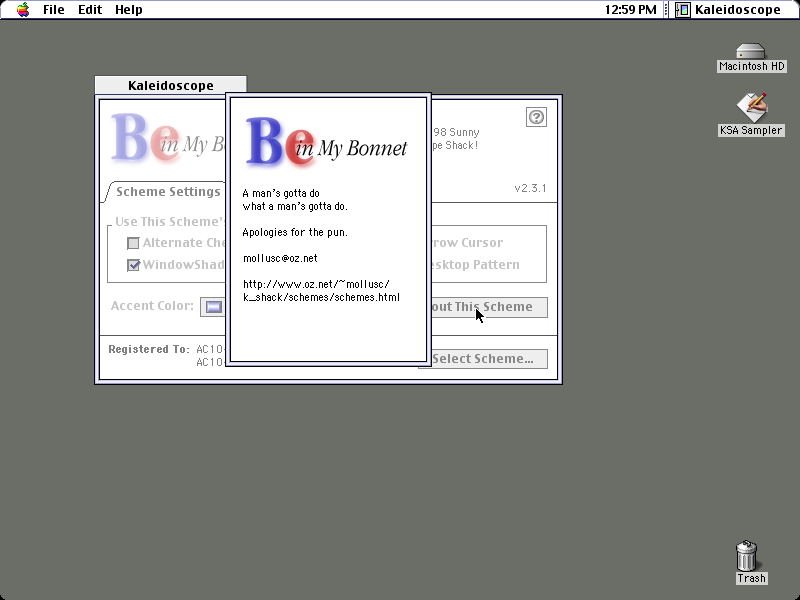 File Edit Help
12:59 PM Kaleidoscope
Macintosh HD
KSA Sampler
Kaleidoscope
Be in My B
98 Sunny
pe Shack!
v2.3.1
Be in My Bonnet
A man's gotta do
what a man's gotta do.
Apologies for the pun.
mollusc@oz.net
http://www.oz.net/~mollusc/
k_shack/schemes/schemes.html
Scheme Settings
Use This Scheme's
Alternate Che
WindowShad
row Cursor
sktop Pattern
Accent Color:
out This Scheme
Registered To: AC10
AC10
Select Scheme...
Trash